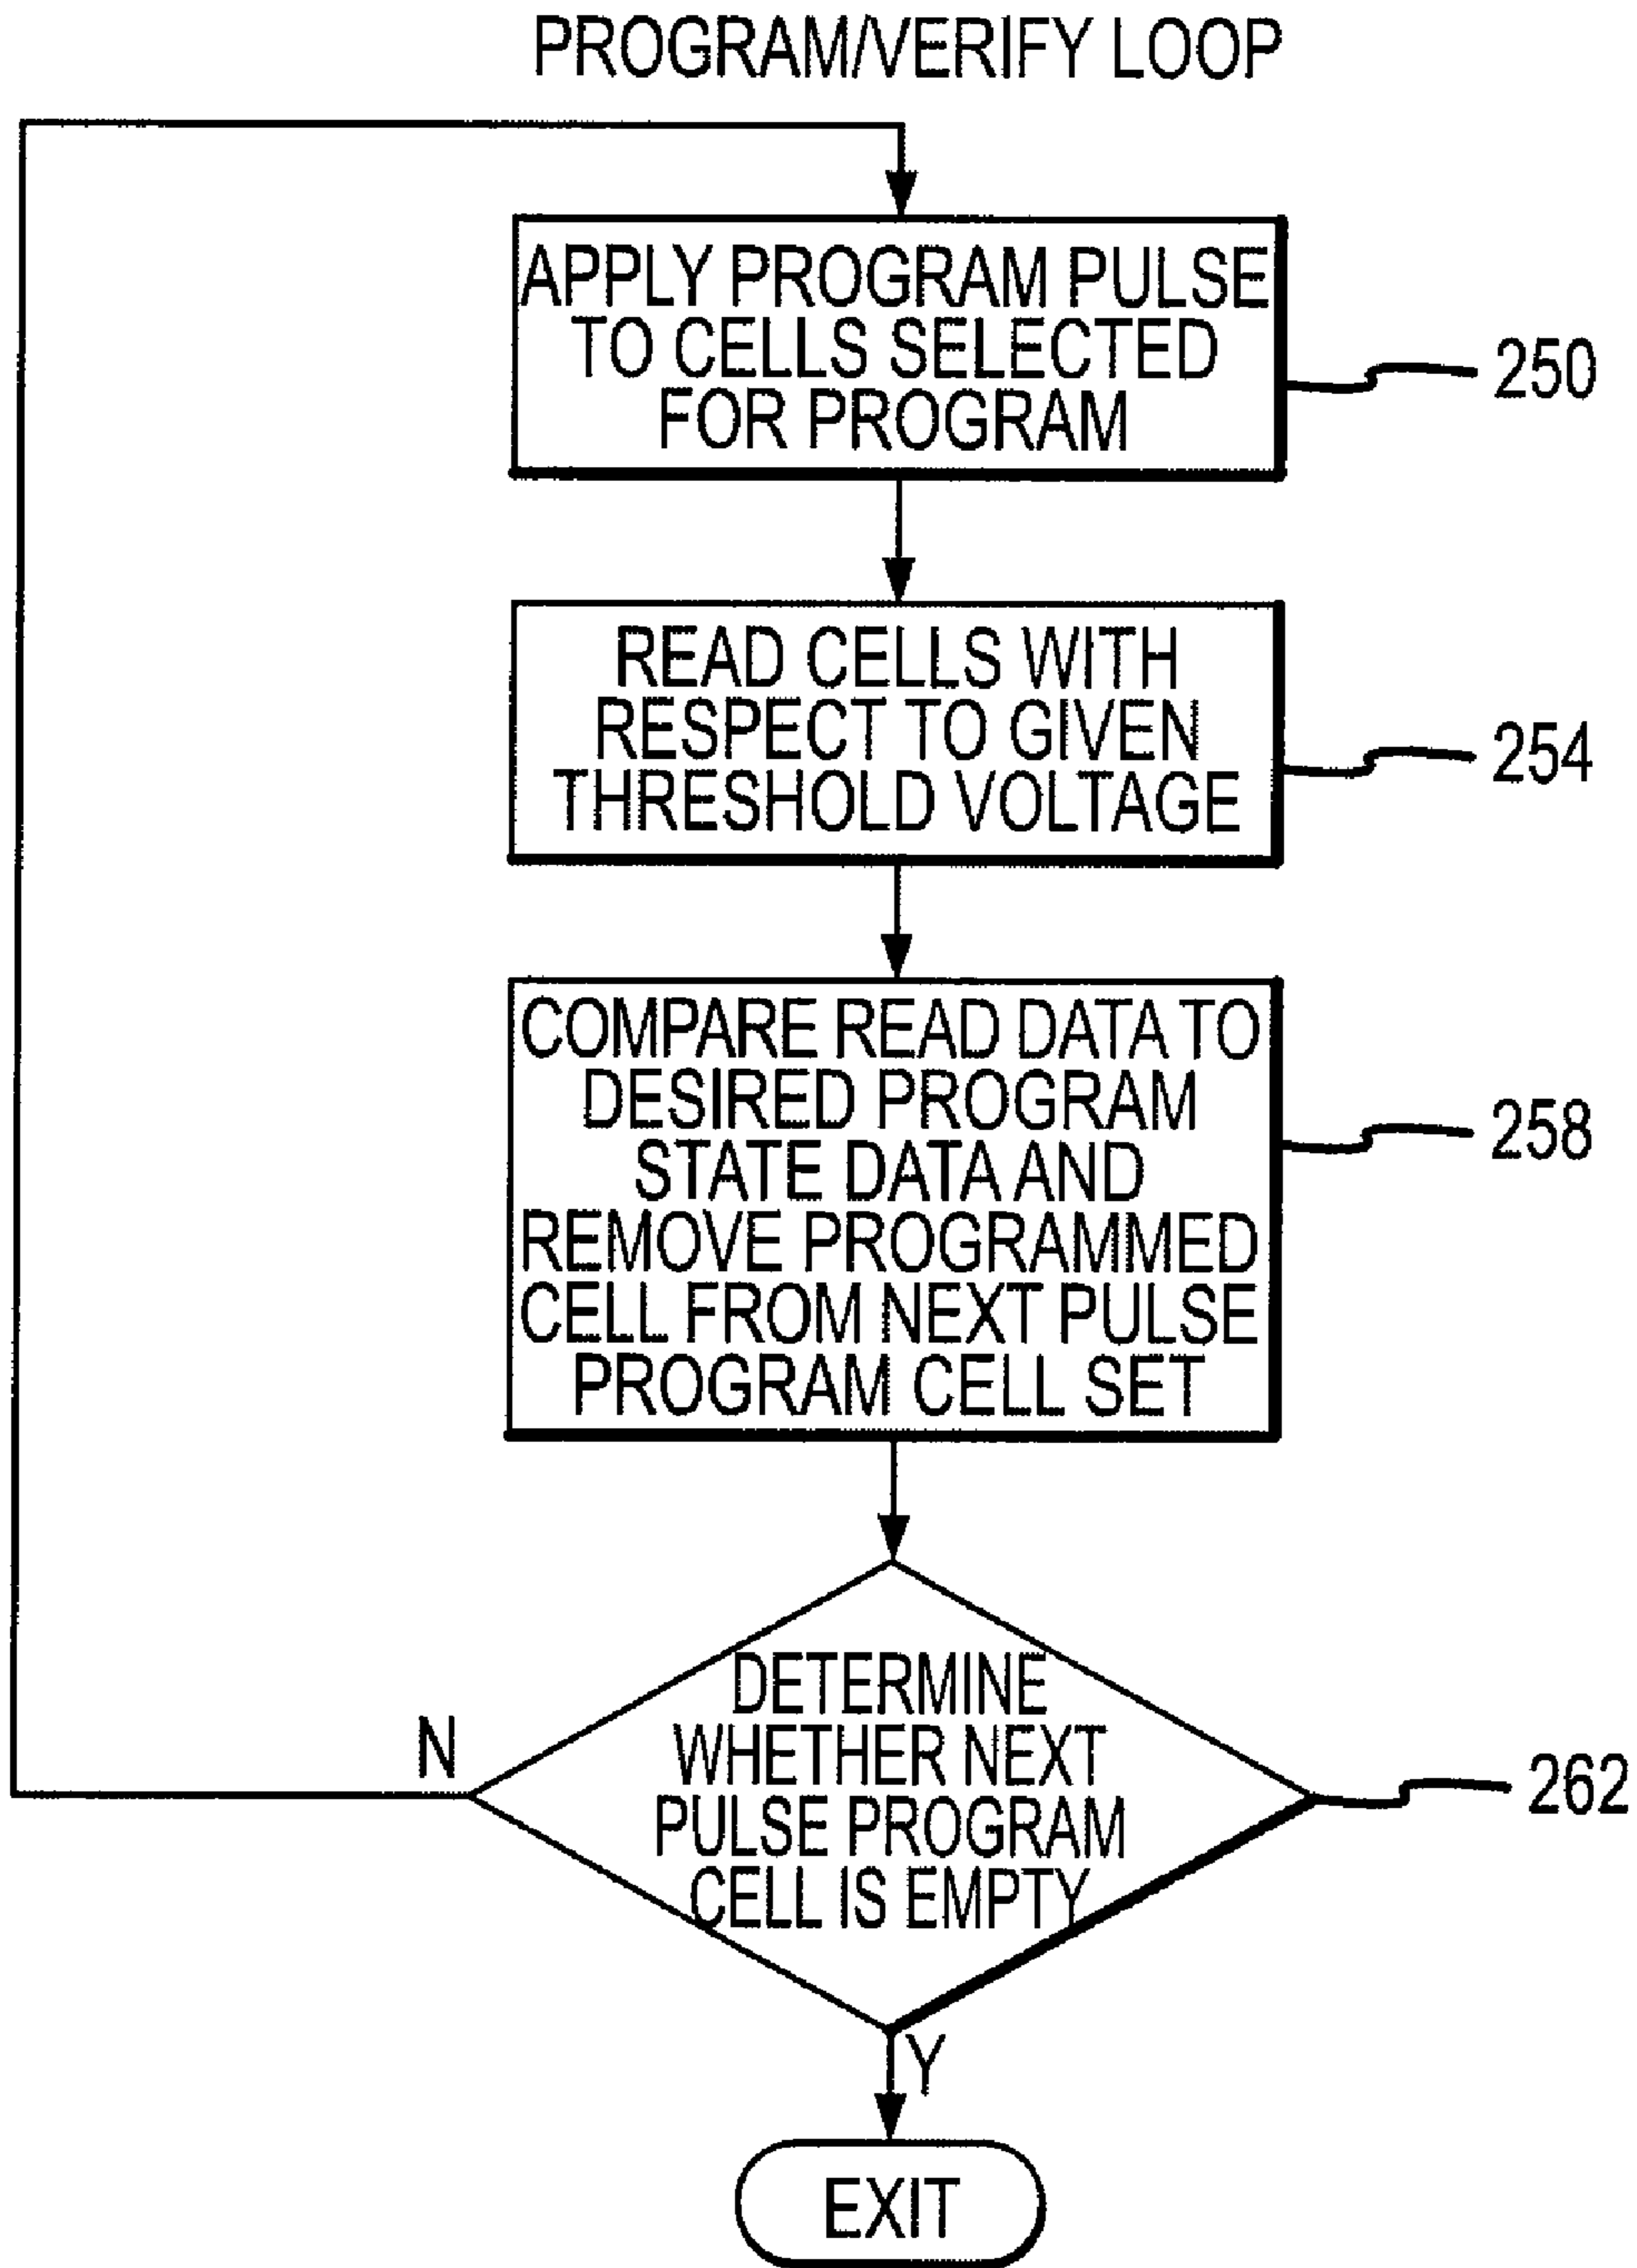 PROGRAM/VERIFY LOOP
APPLY PROGRAM PULSE
TO CELLS SELECTED
FOR PROGRAM
250
READ CELLS WITH
RESPECT TO GIVEN
THRESHOLD VOLTAGE
254
COMPARE READ DATA TO
DESIRED PROGRAM
STATE DATA AND
REMOVE PROGRAMMED
CELL FROM NEXT PULSE
PROGRAM CELL SET
258
DETERMINE
WHETHER NEXT
PULSE PROGRAM
CELL IS EMPTY
262
N
Y
EXIT